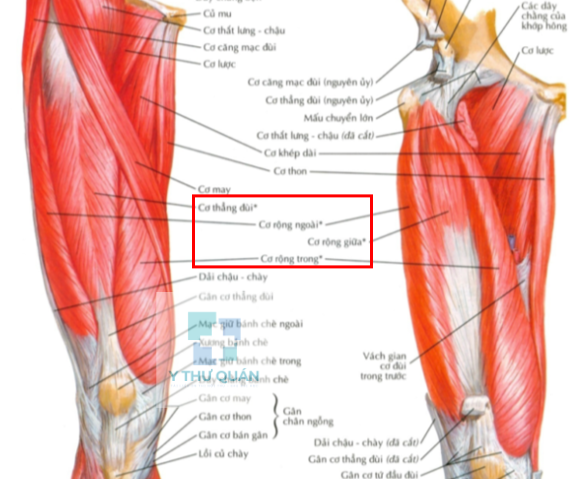 Củ mu
Cơ thắt lưng - chậu
Cơ căng mạc đùi
Cơ lược
Cơ may
Cơ thẳng đùi*
Dải chậu - chày
Gân cơ thẳng đùi
Mạc giữ bánh chè ngoài
Xương bánh chè
Mạc giữ bánh chè trong
bánh chè
Y THƯ QUÁN
Gân cơ may
Gân cơ thon
Gân cơ bán gân
Gân
chân ngỗng
Lồi củ chày
Các dây
chằng của
khớp hông
Cơ lược
Cơ căng mạc đùi (nguyên ủy)
Cơ thẳng đùi (nguyên ủy)
Mấu chuyển lớn
Cơ thắt lưng - chậu (đã cắt)
Cơ khép dài
Cơ thon
Cơ rộng ngoài*
Cơ rộng giữa*
Cơ rộng trong*
Vách gian
cơ đùi
trong trước
Dải chậu - chày (đã cắt)
Gân cơ thẳng đùi (đã cắt)
Gân cơ tứ đầu đùi